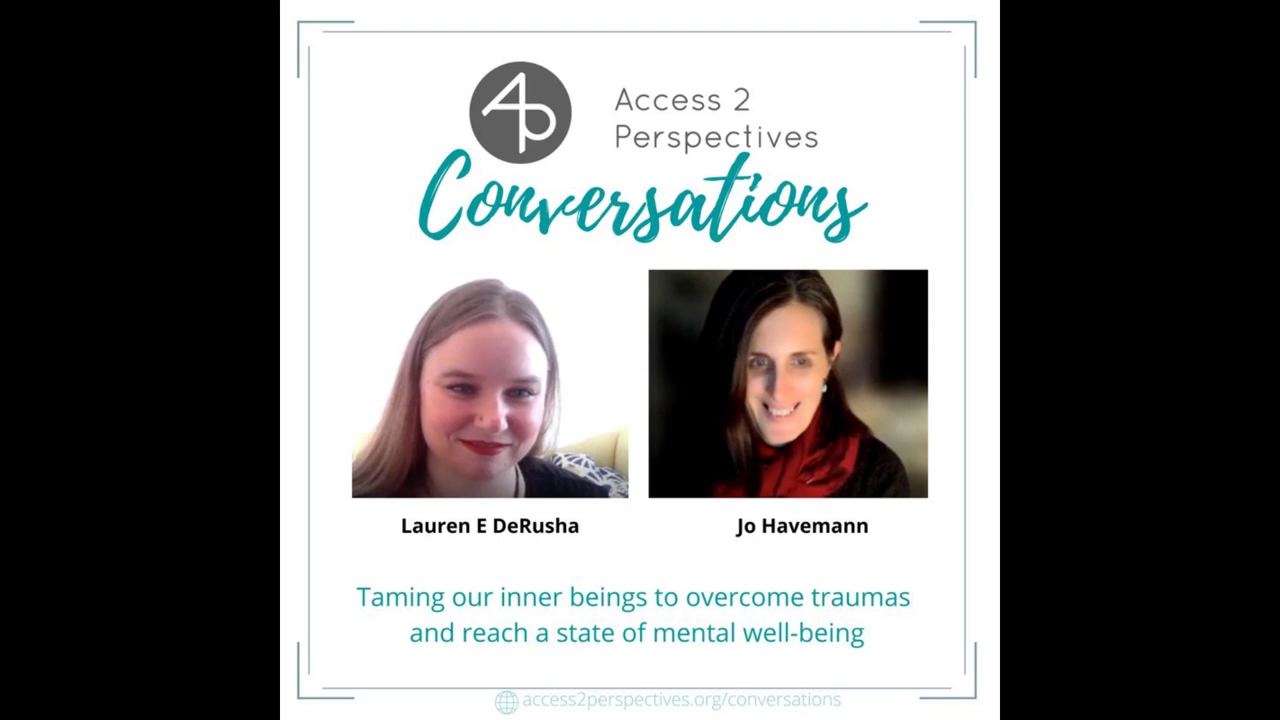 Access 2
Perspectives
Conversations
Lauren E DeRusha
Jo Havemann
Taming our inner beings to overcome traumas
and reach a state of mental well-being
access2perspectives.org/conversations